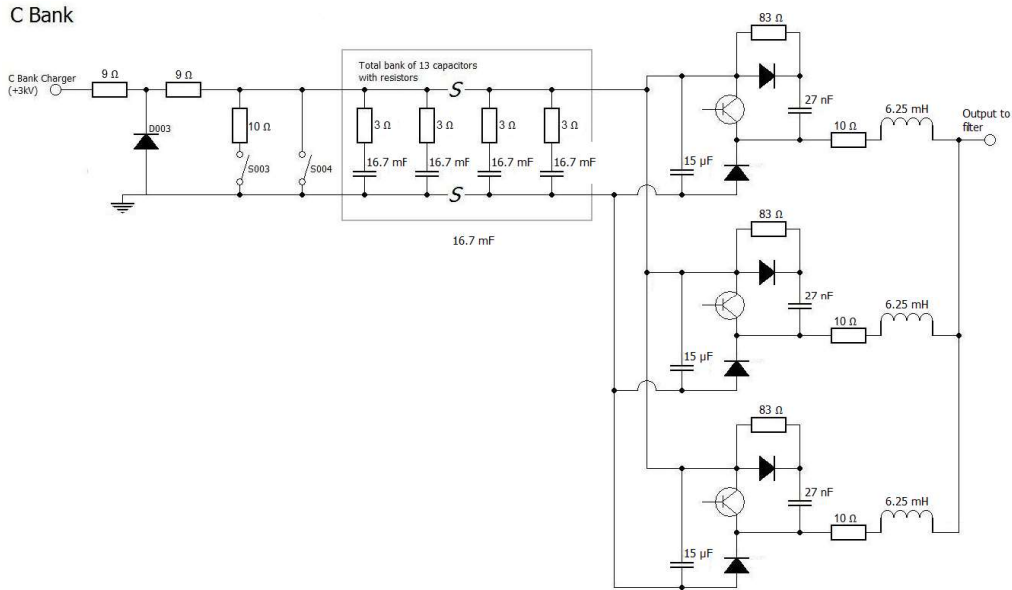 C Bank
C Bank Charger
(+3kV)
9 Ω
9 Ω
D003
10 Ω
S003
S004
Total bank of 13 capacitors
with resistors
S
3 Ω
3 Ω
3 Ω
3 Ω
16.7 mF
16.7 mF
16.7 mF
16.7 mF
S
16.7 mF
83 Ω
27 nF
15 µF
10 Ω
6.25 mH
Output to
filter
83 Ω
27 nF
15 µF
10 Ω
6.25 mH
83 Ω
27 nF
15 µF
10 Ω
6.25 mH